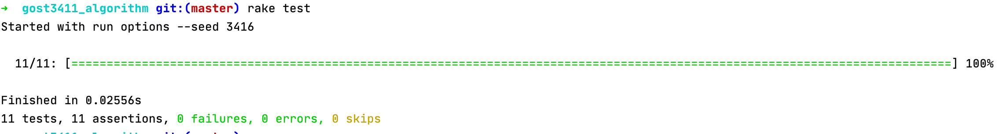 ➜  gost3411_algorithm git:(master) rake test
Started with run options --seed 3416
11/11: [=============================================================================================================================] 100%
Finished in 0.02556s
11 tests, 11 assertions, 0 failures, 0 errors, 0 skips